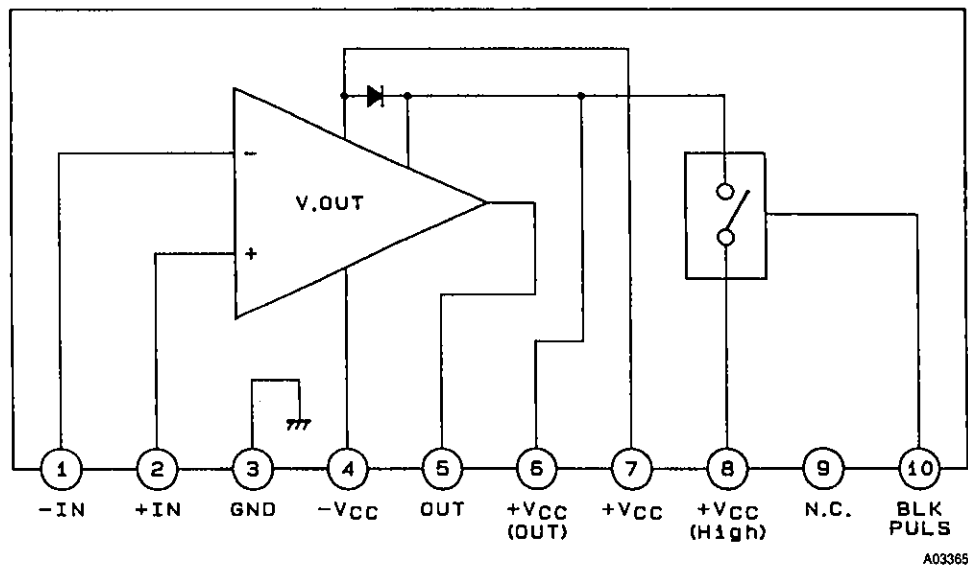 −
V.OUT
+
1 2 3 4 5 6 7 8 9 10
−IN +IN GND −VCC OUT +VCC (OUT) +VCC +VCC (High) N.C. BLK PULS
A03365